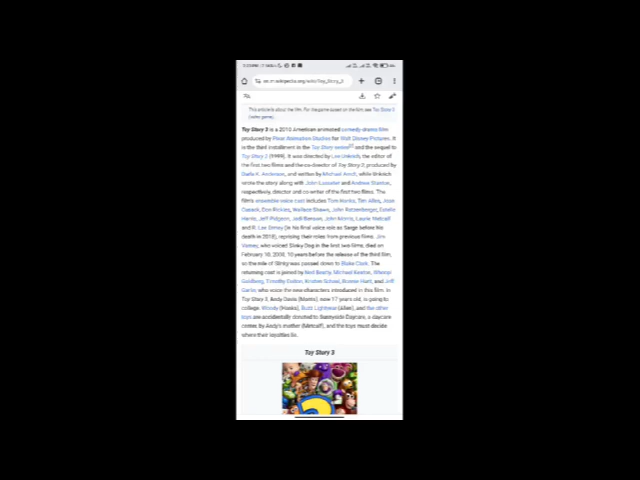 en.m.wikipedia.org/wiki/Toy_Story_3
This article is about the film. For the game based on the film, see Toy Story 3
(video game).
Toy Story 3 is a 2010 American animated comedy-drama film
produced by Pixar Animation Studios for Walt Disney Pictures. It
is the third installment in the Toy Story series and the sequel to
Toy Story 2 (1999). It was directed by Lee Unkrich, the editor of
the first two films and the co-director of Toy Story 2, produced by
Darla K. Anderson, and written by Michael Arndt, while Unkrich
wrote the story along with John Lasseter and Andrew Stanton,
respectively, director and co-writer of the first two films. The
film's ensemble voice cast includes Tom Hanks, Tim Allen, Joan
Cusack, Don Rickles, Wallace Shawn, John Ratzenberger, Estelle
Harris, Jeff Pidgeon, Jodi Benson, John Morris, Laurie Metcalf
and R. Lee Ermey (in his final voice role as Sarge before his
death in 2018), reprising their roles from previous films. Jim
Varney, who voiced Slinky Dog in the first two films, died on
February 10, 2000, 10 years before the release of the third film,
so the role of Slinky was passed down to Blake Clark. The
returning cast is joined by Ned Beatty, Michael Keaton, Whoopi
Goldberg, Timothy Dalton, Kristen Schaal, Bonnie Hunt, and Jeff
Garlin, who voice the new characters introduced in this film. In
Toy Story 3, Andy Davis (Morris), now 17 years old, is going to
college. Woody (Hanks), Buzz Lightyear (Allen), and the other
toys are accidentally donated to Sunnyside Daycare, a daycare
center, by Andy's mother (Metcalf), and the toys must decide
where their loyalties lie.
Toy Story 3
3